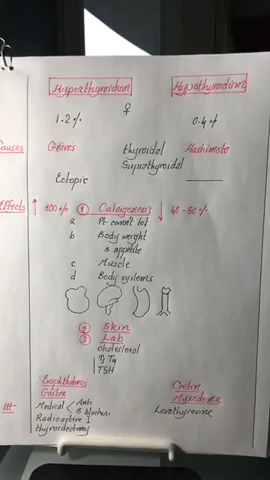 Hyperthyroidism Hypothyroidism
♀
1.2 % 0.4 %
Causes Graves thyroidal Hashimoto
Suprathyroidal
Ectopic
Effects ↑ 100% ① Calorigenesis ↓ 40-50%
a Pt cannot tol
b Body weight
& appetite
c Muscle
d Body systems
② Skin
③ Lab
cholesterol
T3 T4
TSH
Exophthalmos Cretin
Goitre Myxedema
ttt Medical < Anti Levothyroxine
B blocker
Radioactive I
Thyroidectomy